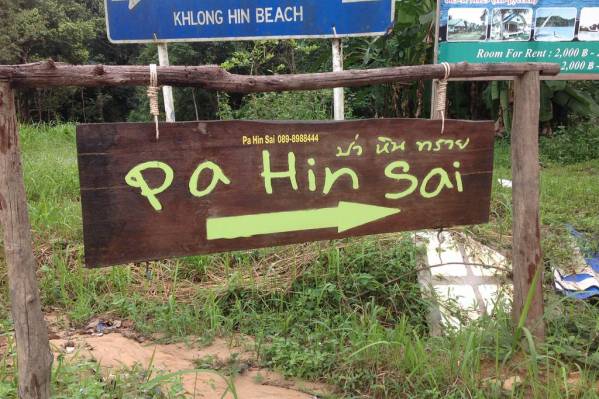 KHLONG HIN BEACH
Room For Rent : 2,000 ฿
2,000 ฿
Pa Hin Sai 089-8988444
ป่า หิน ทราย
Pa Hin Sai